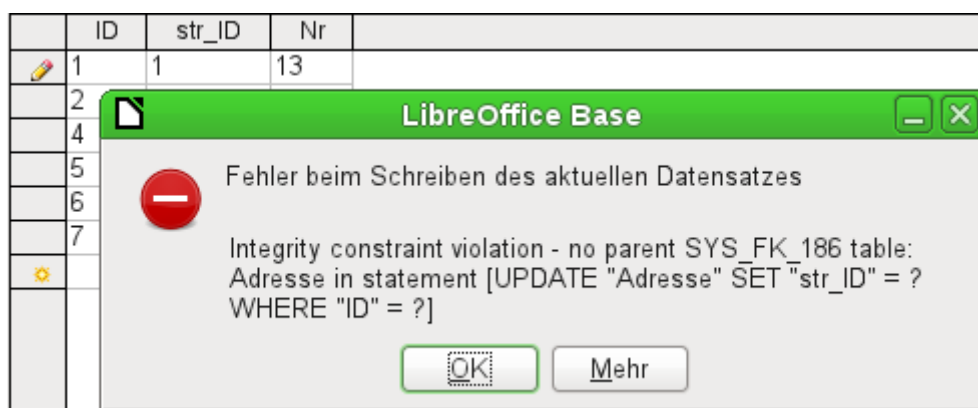 ID str_ID Nr
1 1 13
2
4
5
6
7
LibreOffice Base
Fehler beim Schreiben des aktuellen Datensatzes
Integrity constraint violation - no parent SYS_FK_186 table:
Adresse in statement [UPDATE "Adresse" SET "str_ID" = ?
WHERE "ID" = ?]
OK Mehr